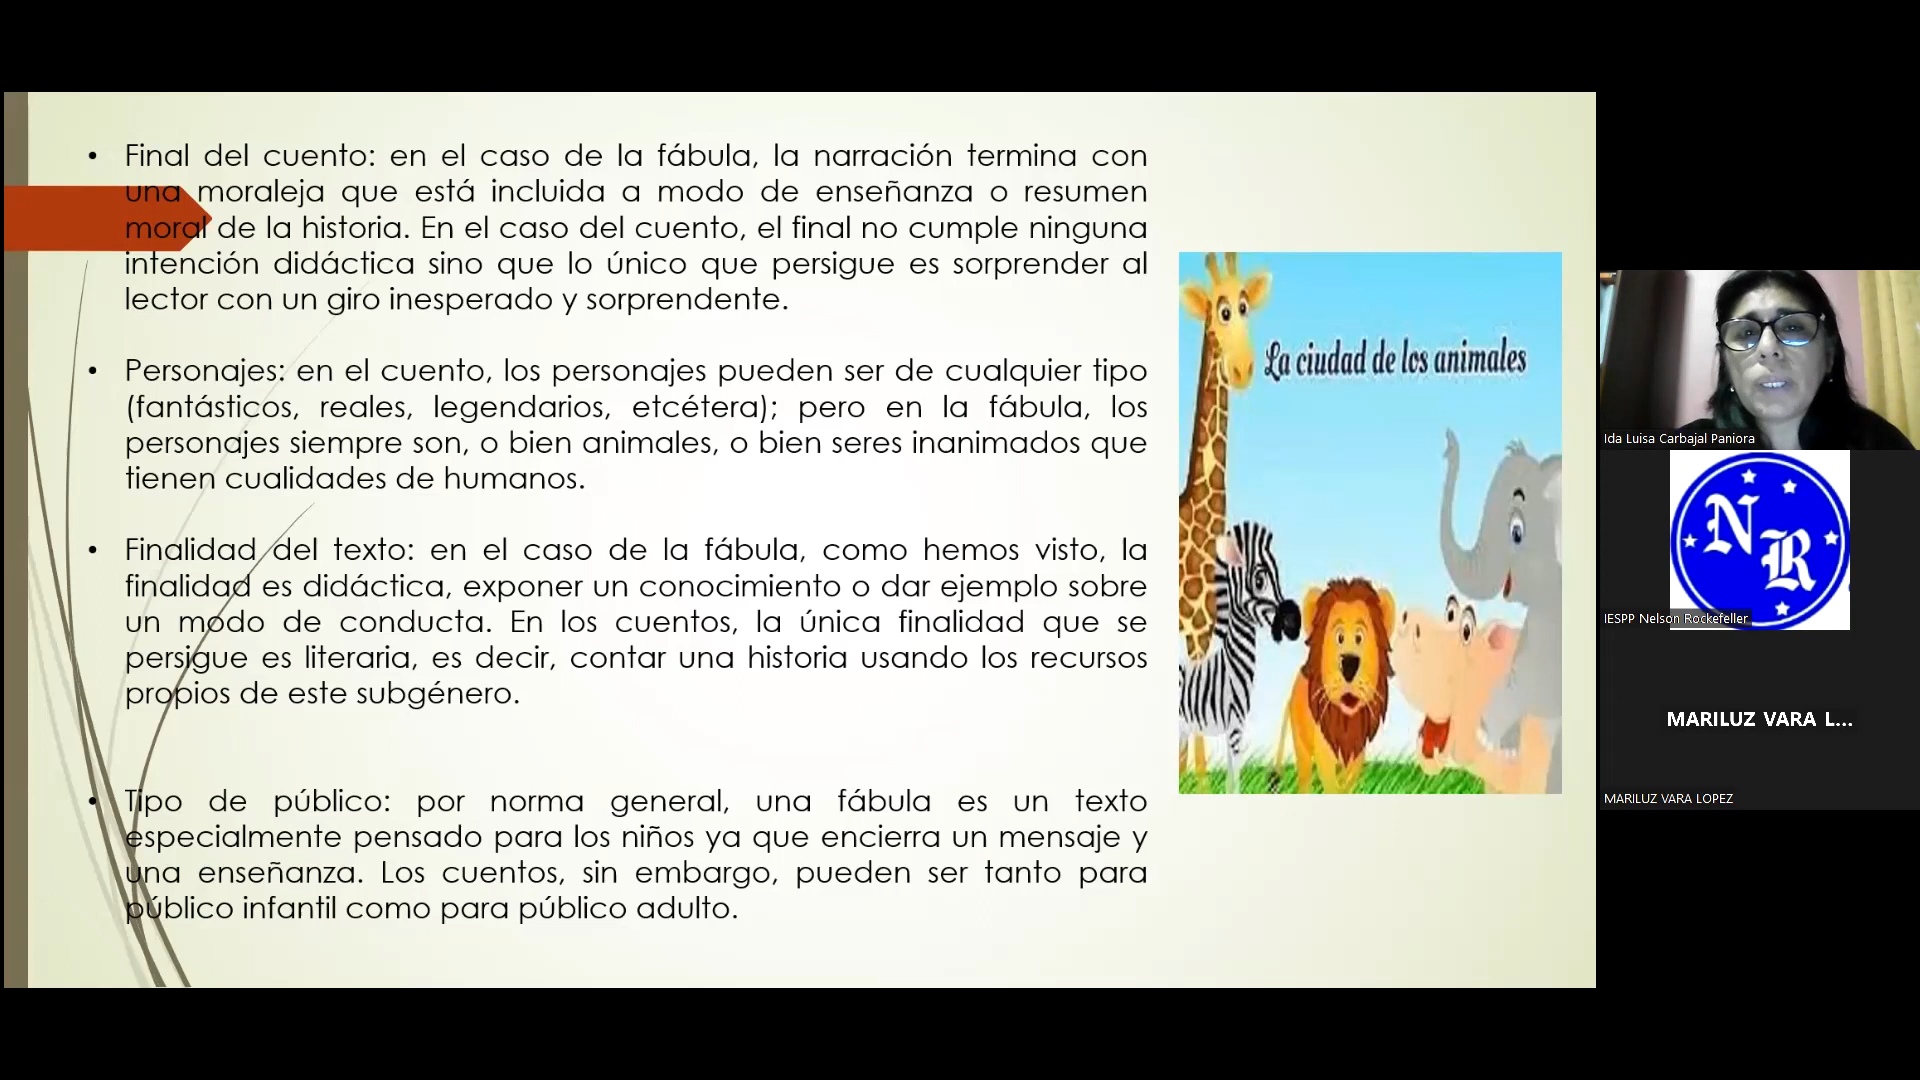 • Final del cuento: en el caso de la fábula, la narración termina con
una moraleja que está incluida a modo de enseñanza o resumen
moral de la historia. En el caso del cuento, el final no cumple ninguna
intención didáctica sino que lo único que persigue es sorprender al
lector con un giro inesperado y sorprendente.
• Personajes: en el cuento, los personajes pueden ser de cualquier tipo
(fantásticos, reales, legendarios, etcétera); pero en la fábula, los
personajes siempre son, o bien animales, o bien seres inanimados que
tienen cualidades de humanos.
• Finalidad del texto: en el caso de la fábula, como hemos visto, la
finalidad es didáctica, exponer un conocimiento o dar ejemplo sobre
un modo de conducta. En los cuentos, la única finalidad que se
persigue es literaria, es decir, contar una historia usando los recursos
propios de este subgénero.
• Tipo de público: por norma general, una fábula es un texto
especialmente pensado para los niños ya que encierra un mensaje y
una enseñanza. Los cuentos, sin embargo, pueden ser tanto para
público infantil como para público adulto.
La ciudad de los animales
Ida Luisa Carbajal Paniora
N
R
IESPP Nelson Rockefeller
MARILUZ VARA L...
MARILUZ VARA LOPEZ